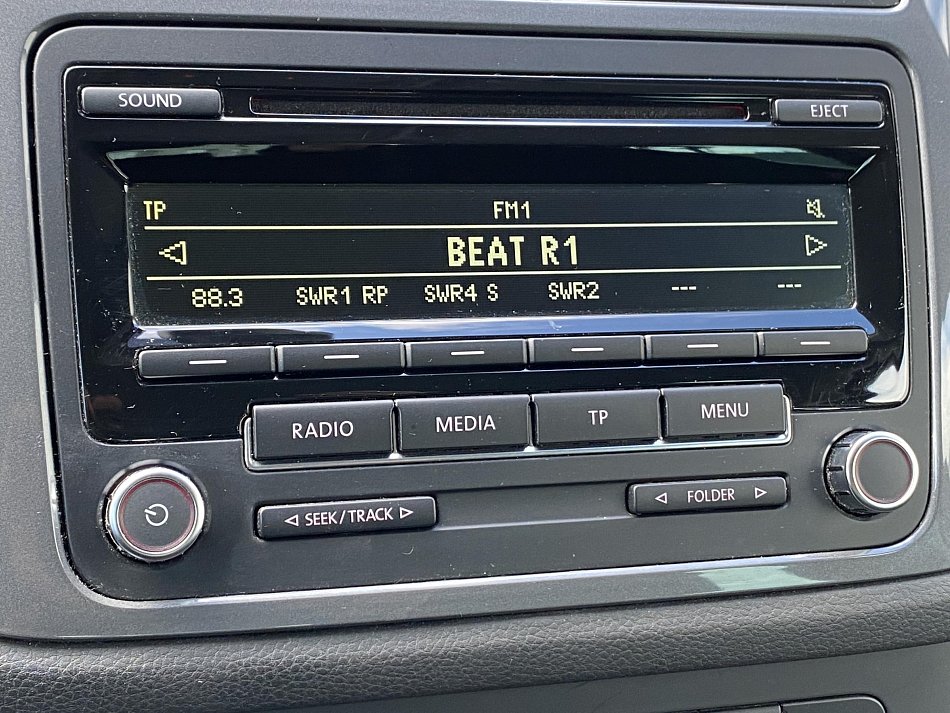 SOUND EJECT
TP FM1
BEAT R1
88.3 SWR1 RP SWR4 S SWR2 --- ---
RADIO MEDIA TP MENU
SEEK/TRACK FOLDER